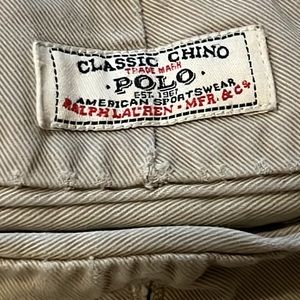 CLASSIC CHINO
TRADE MARK
·POLO·
EST. 1967
AMERICAN SPORTSWEAR
RALPH LAUREN · MFR. & Co.